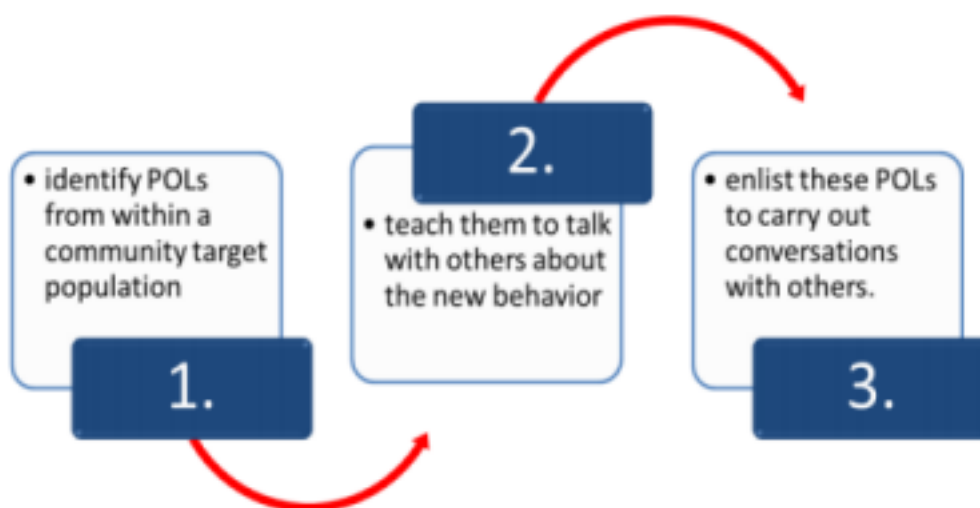 • identify POLs
from within a
community target
population
1.
2.
• teach them to talk
with others about
the new behavior
• enlist these POLs
to carry out
conversations
with others.
3.